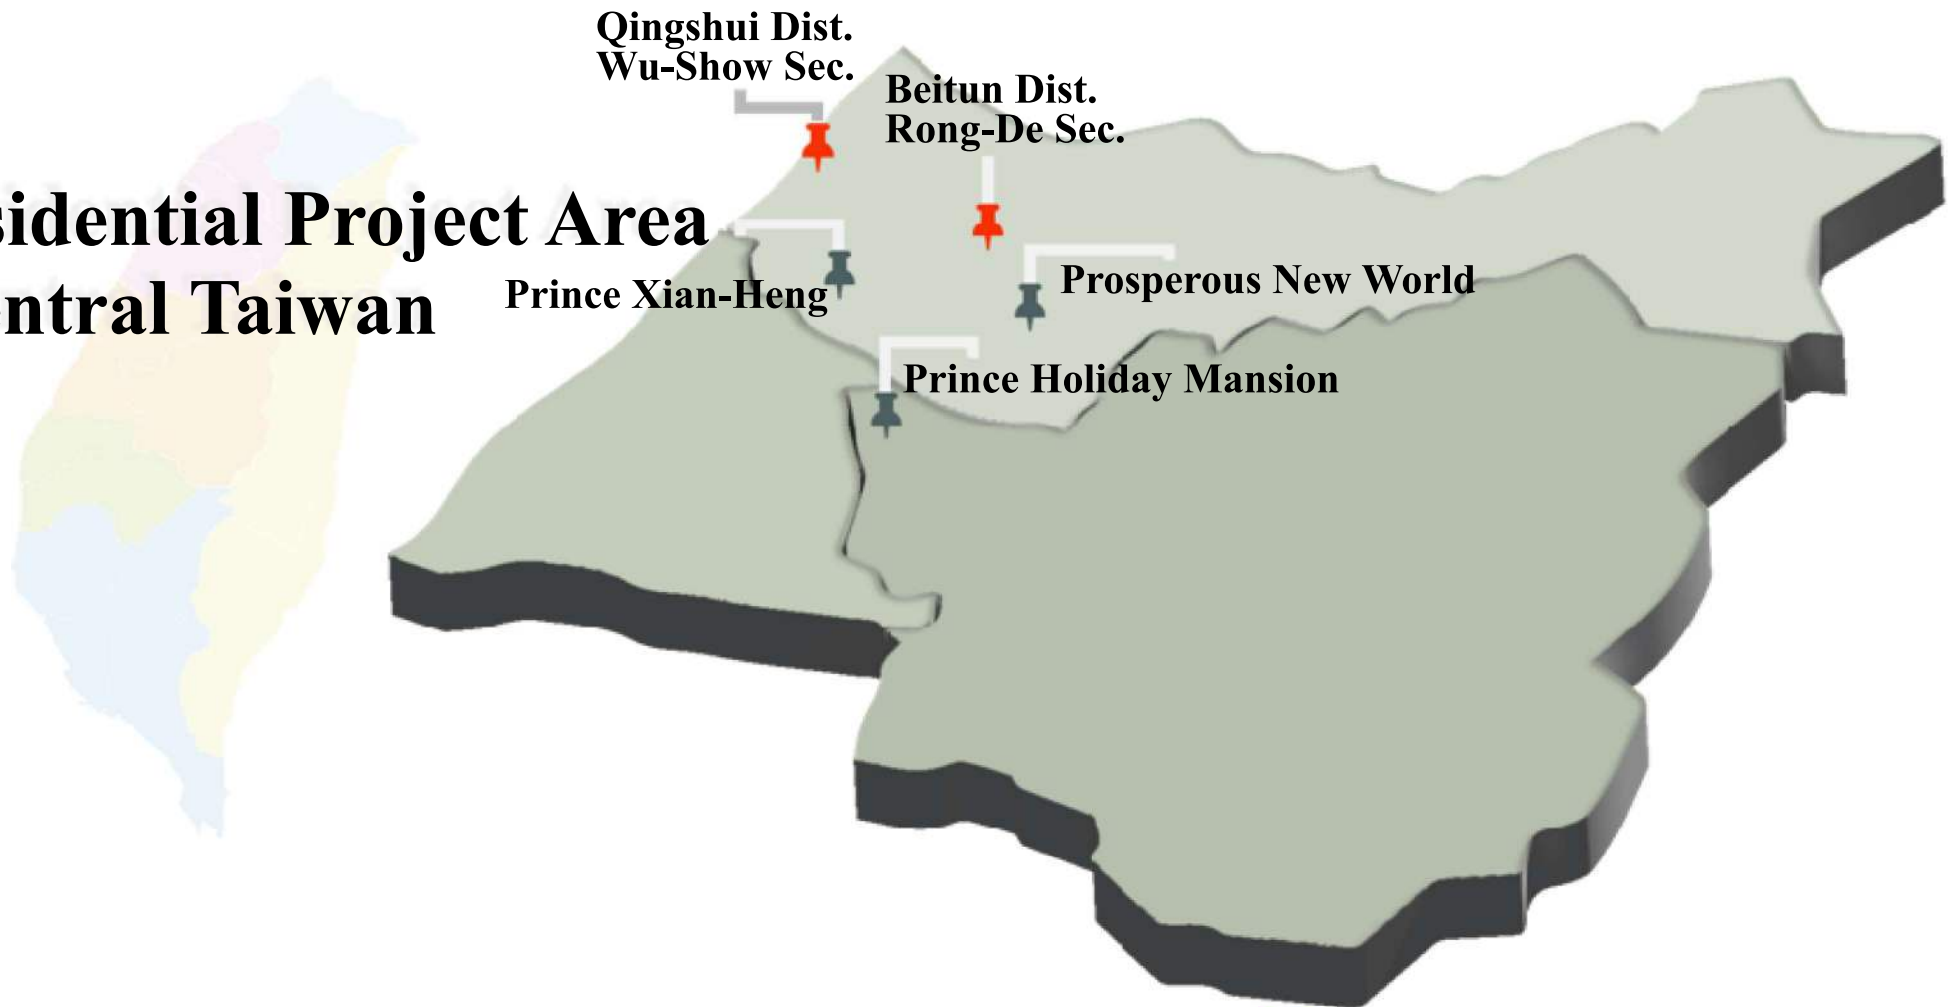 Qingshui Dist.
Wu-Show Sec.
Beitun Dist.
Rong-De Sec.
sidential Project Area
ntral Taiwan
Prince Xian-Heng
Prosperous New World
Prince Holiday Mansion